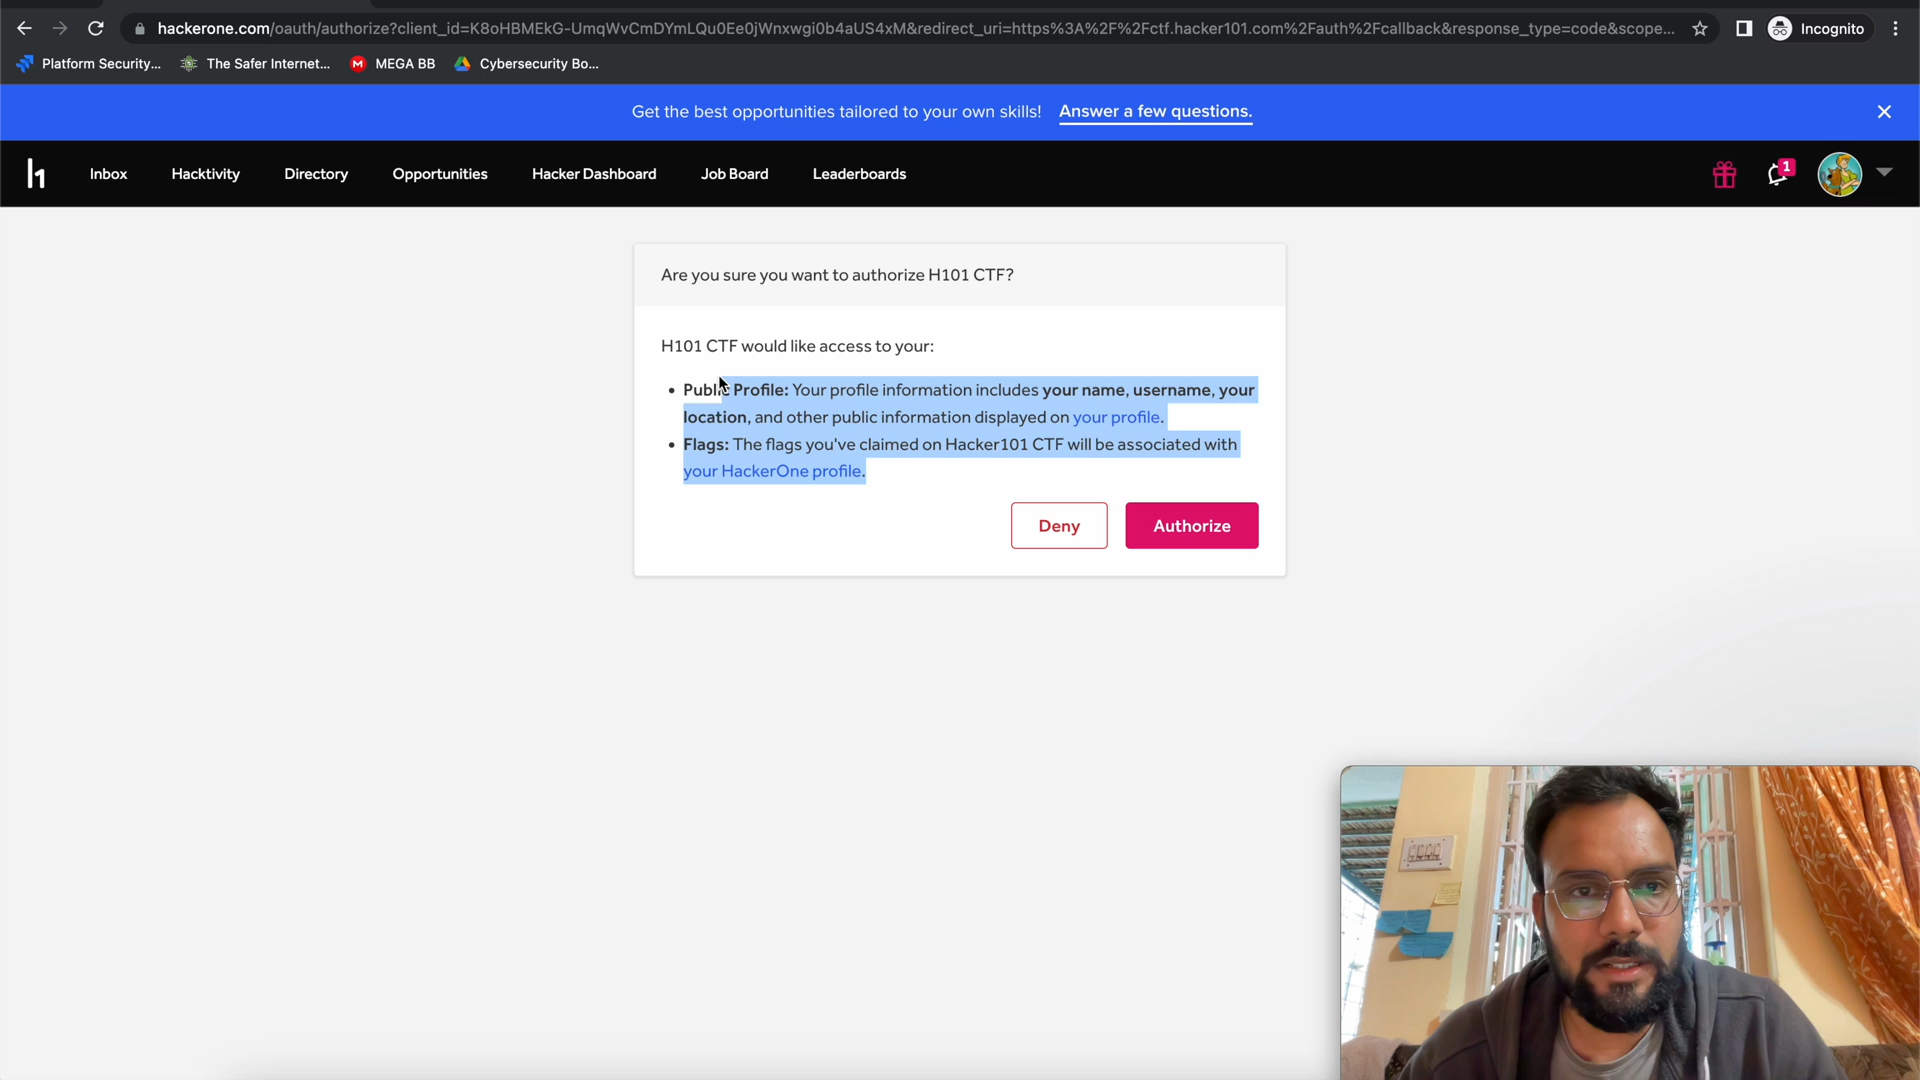 hackerone.com/oauth/authorize?client_id=K8oHBMEkG-UmqWvCmDYmLQu0Ee0jWnxwgi0b4aUS4xM&redirect_uri=https%3A%2F%2Fctf.hacker101.com%2Fauth%2Fcallback&response_type=code&scope...
Incognito
Platform Security... The Safer Internet... MEGA BB Cybersecurity Bo...
Get the best opportunities tailored to your own skills! Answer a few questions.
h1 Inbox Hacktivity Directory Opportunities Hacker Dashboard Job Board Leaderboards 1
Are you sure you want to authorize H101 CTF?
H101 CTF would like access to your:
• Public Profile: Your profile information includes your name, username, your
location, and other public information displayed on your profile.
• Flags: The flags you've claimed on Hacker101 CTF will be associated with
your HackerOne profile.
Deny Authorize